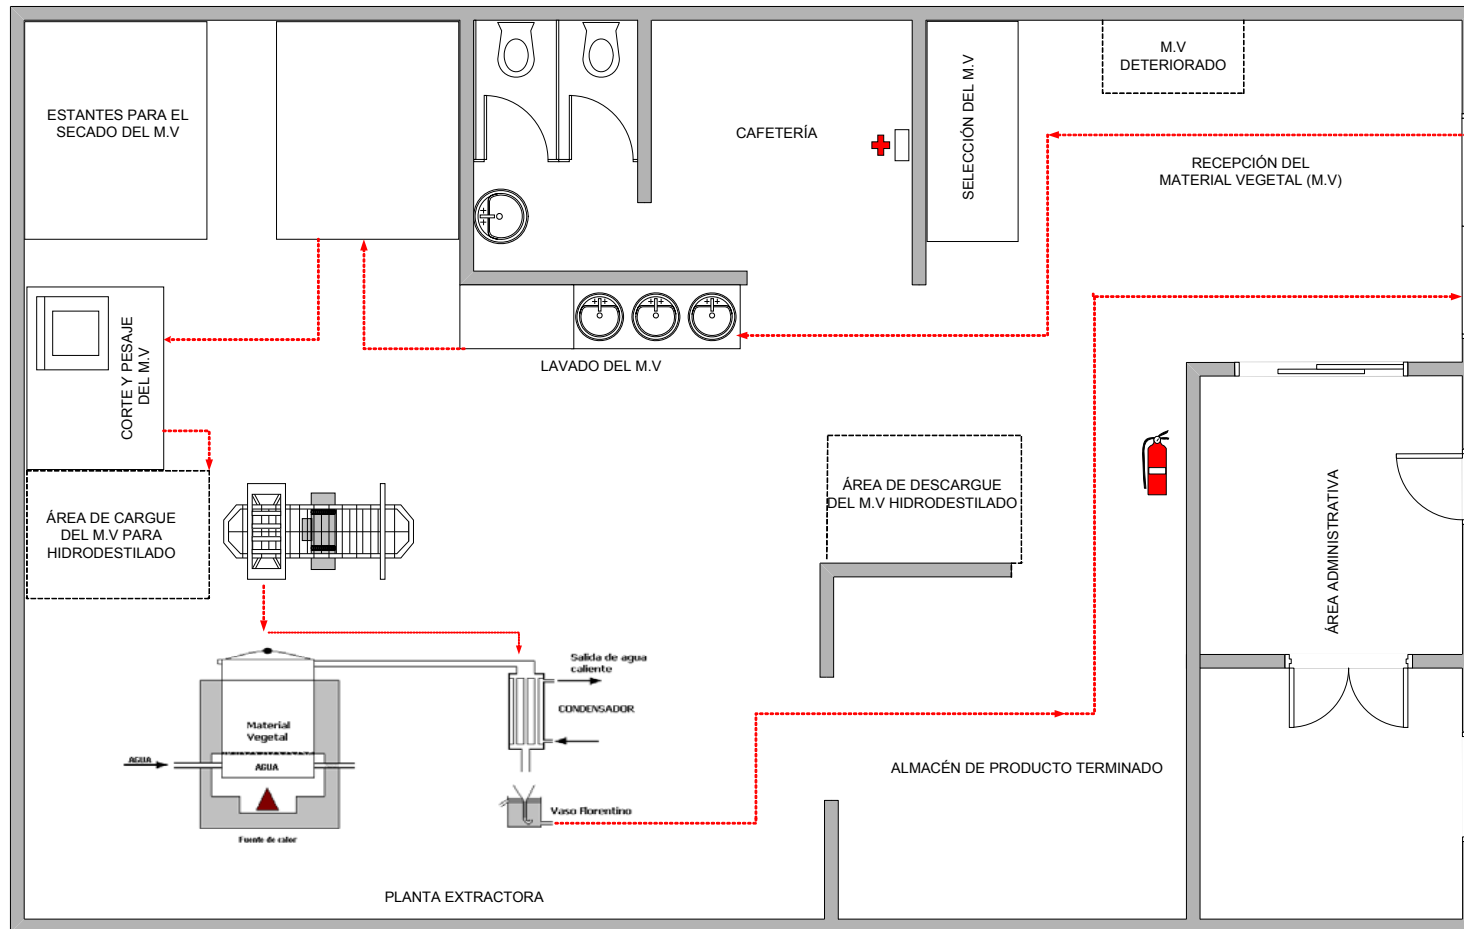 ESTANTES PARA EL
SECADO DEL M.V
CAFETERÍA
SELECCIÓN DEL M.V
M.V
DETERIORADO
RECEPCIÓN DEL
MATERIAL VEGETAL (M.V)
CORTE Y PESAJE
DEL M.V
LAVADO DEL M.V
ÁREA DE CARGUE
DEL M.V PARA
HIDRODESTILADO
ÁREA DE DESCARGUE
DEL M.V HIDRODESTILADO
ÁREA ADMINISTRATIVA
Salida de agua
caliente
CONDENSADOR
Material
Vegetal
AGUA
AGUA
Vaso florentino
Fuente de calor
ALMACÉN DE PRODUCTO TERMINADO
PLANTA EXTRACTORA